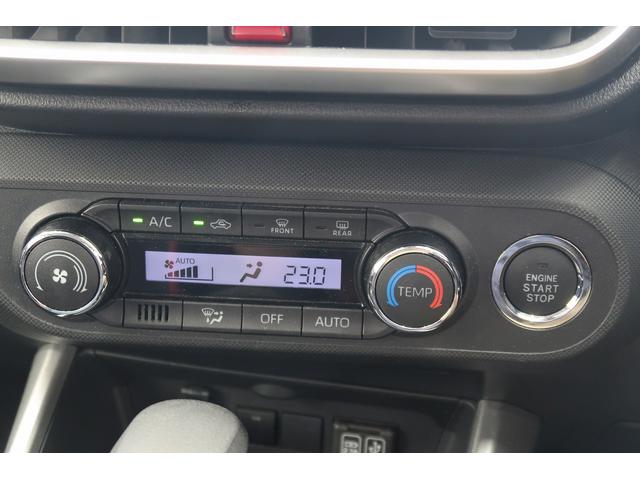 A/C
FRONT
REAR
AUTO
23.0
TEMP
ENGINE
START
STOP
OFF
AUTO